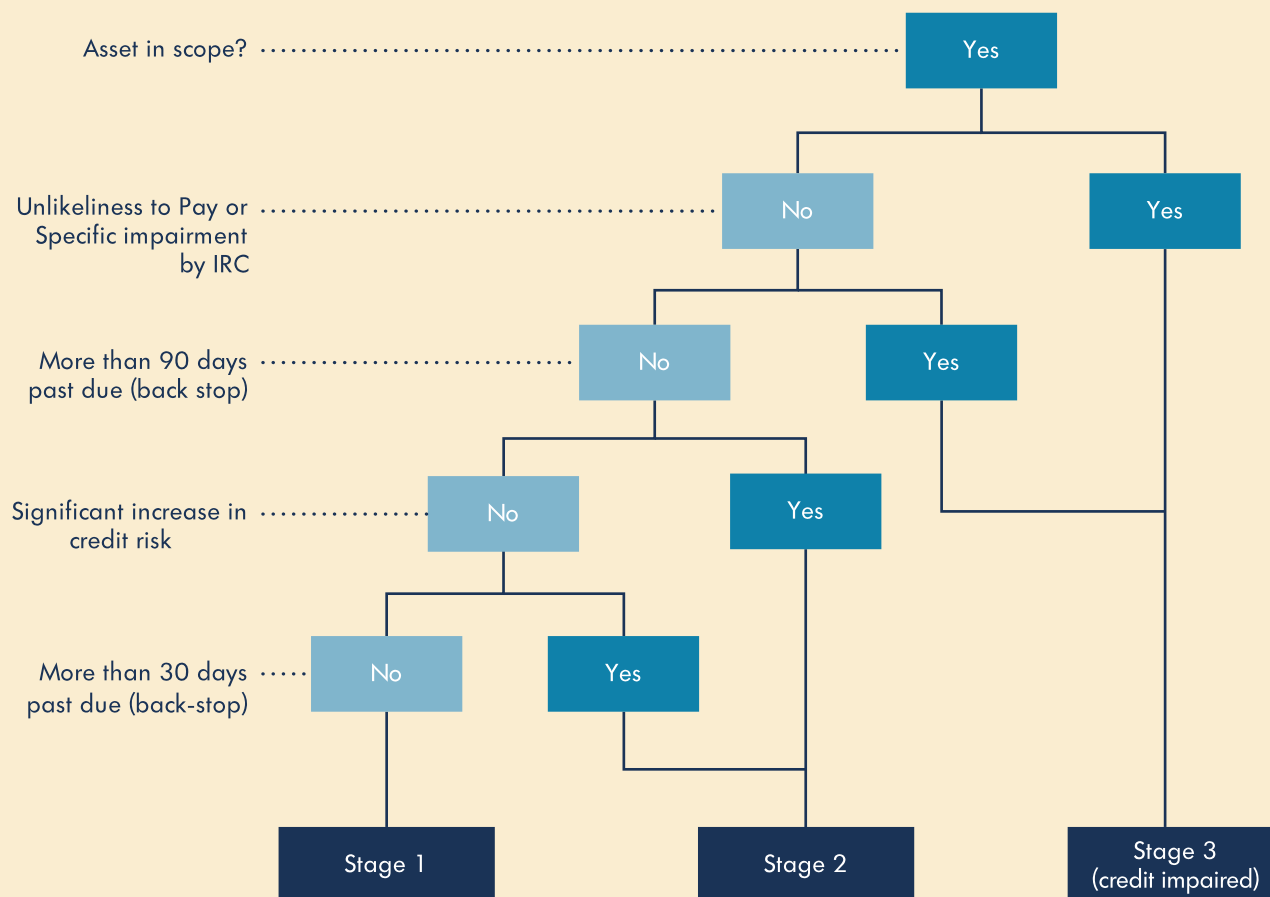 Asset in scope?
Yes
Unlikeliness to Pay or
Specific impairment
by IRC
No
Yes
More than 90 days
past due (back stop)
No
Yes
Significant increase in
credit risk
No
Yes
More than 30 days
past due (back-stop)
No
Yes
Stage 1
Stage 2
Stage 3
(credit impaired)